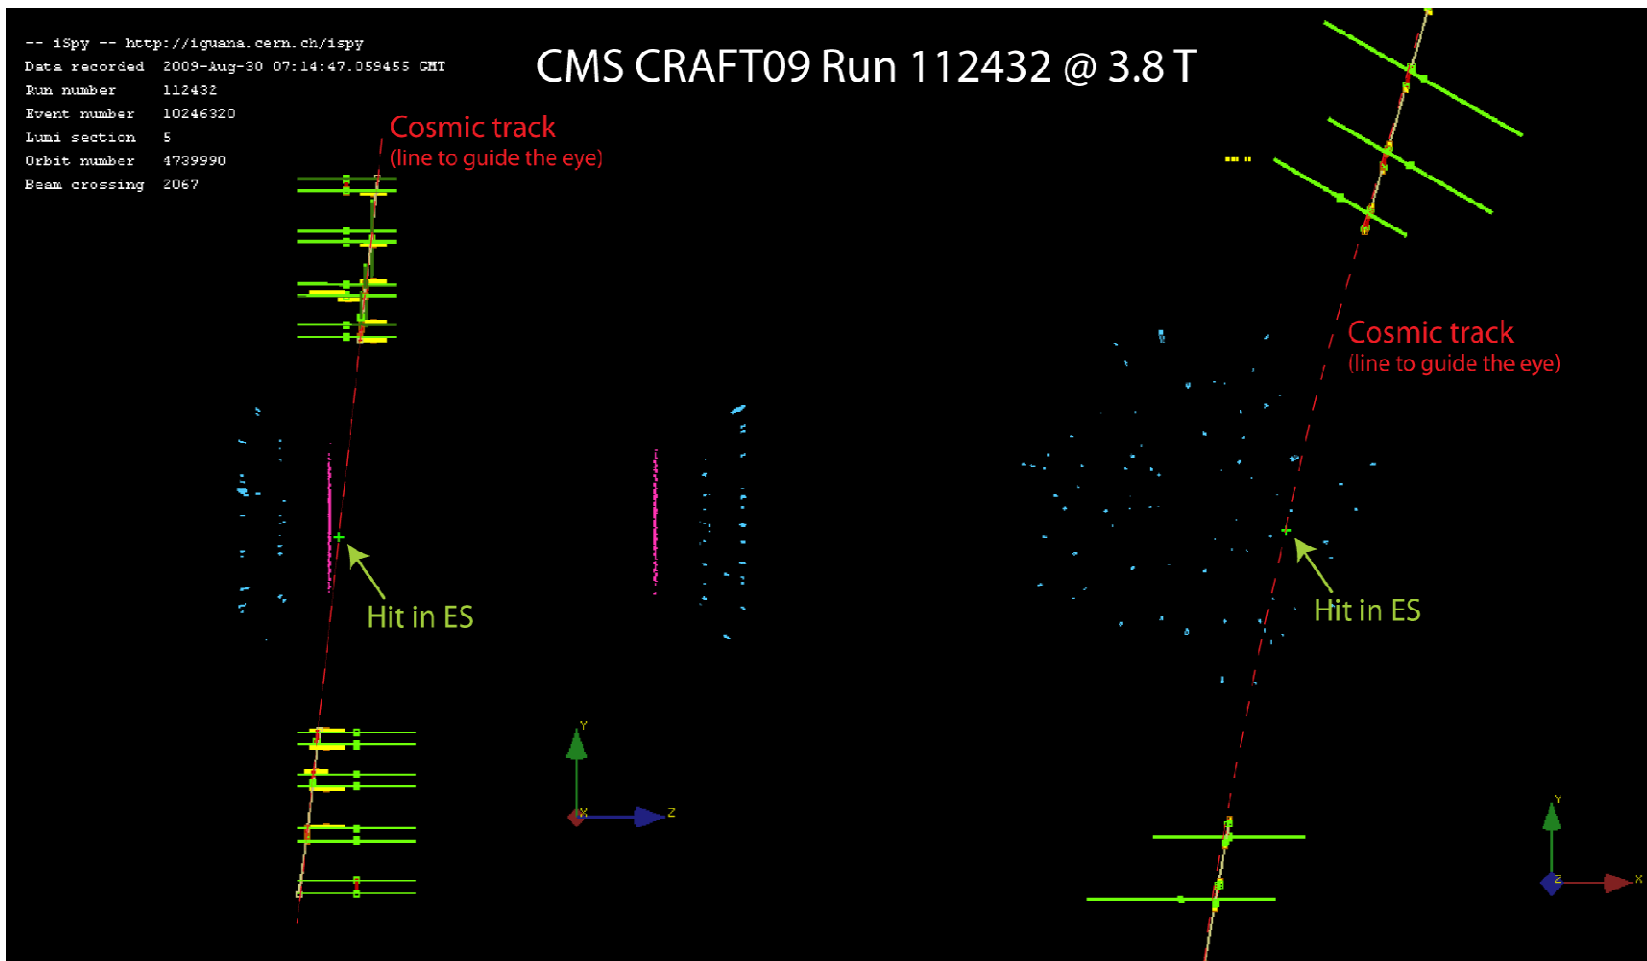 -- iSpy -- http://iguana.cern.ch/ispy
Data recorded 2009-Aug-30 07:14:47.059455 GMT
Run number 112432
Event number 10246320
Lumi section 5
Orbit number 4739990
Beam crossing 2067
CMS CRAFT09 Run 112432 @ 3.8 T
Cosmic track
(line to guide the eye)
Cosmic track
(line to guide the eye)
Hit in ES
Hit in ES
Y
X
Z
Y
Z
X